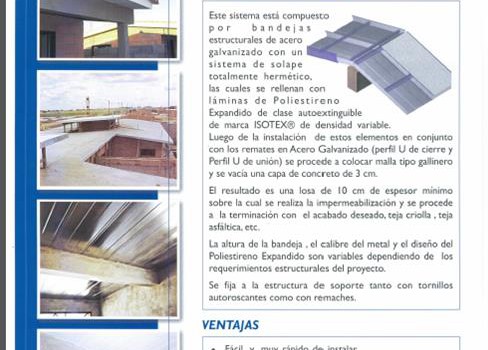 Este sistema está compuesto
por bandejas
estructurales de acero
galvanizado con un
sistema de solape
totalmente hermético,
las cuales se rellenan con
láminas de Poliestireno
Expandido de clase autoextinguible
de marca ISOTEX® de densidad variable.
Luego de la instalación de estos elementos en conjunto
con los remates en Acero Galvanizado (perfil U de cierre y
Perfil U de unión) se procede a colocar malla tipo gallinero
y se vacía una capa de concreto de 3 cm.
El resultado es una losa de 10 cm de espesor mínimo
sobre la cual se realiza la impermeabilización y se procede
a la terminación con el acabado deseado, teja criolla , teja
asfáltica, etc.
La altura de la bandeja , el calibre del metal y el diseño del
Poliestireno Expandido son variables dependiendo de los
requerimientos estructurales del proyecto.
Se fija a la estructura de soporte tanto con tornillos
autoroscantes como con remaches.
VENTAJAS
• Fácil y muy rápido de instalar